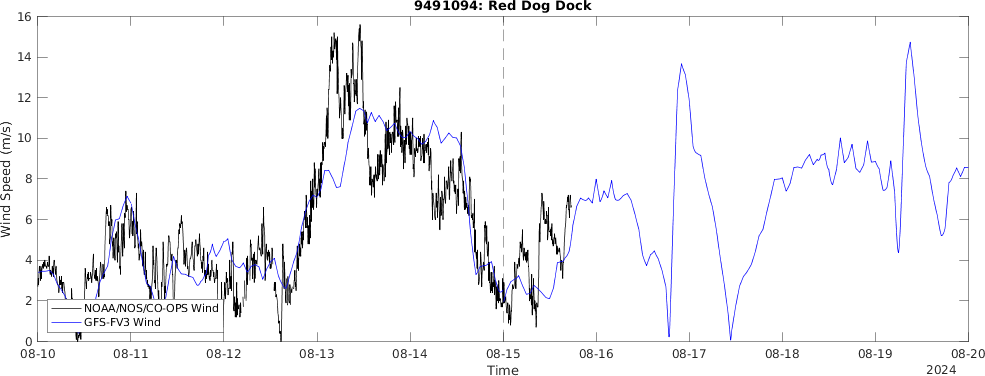 9491094: Red Dog Dock
Wind Speed (m/s)
16
14
12
10
8
6
4
2
0
NOAA/NOS/CO-OPS Wind
GFS-FV3 Wind
08-10 08-11 08-12 08-13 08-14 08-15 08-16 08-17 08-18 08-19 08-20
Time
2024